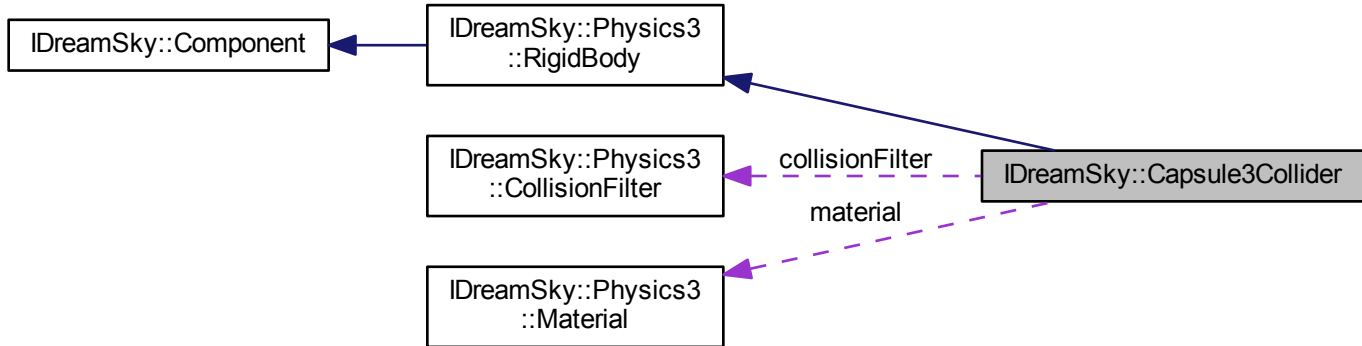 IDreamSky::Component
IDreamSky::Physics3
::RigidBody
IDreamSky::Physics3
::CollisionFilter
IDreamSky::Physics3
::Material
collisionFilter
material
IDreamSky::Capsule3Collider